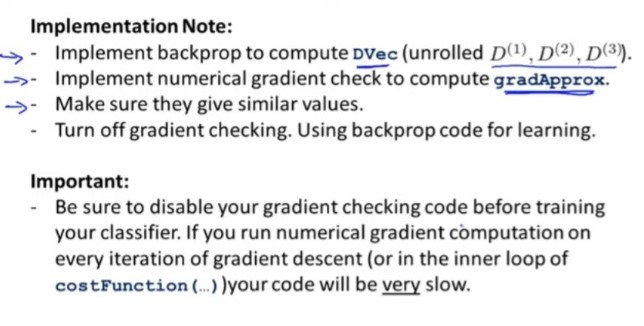 Implementation Note:
- Implement backprop to compute DVec (unrolled D⁽¹⁾, D⁽²⁾, D⁽³⁾).
- Implement numerical gradient check to compute gradApprox.
- Make sure they give similar values.
- Turn off gradient checking. Using backprop code for learning.
Important:
- Be sure to disable your gradient checking code before training
your classifier. If you run numerical gradient computation on
every iteration of gradient descent (or in the inner loop of
costFunction(…))your code will be very slow.